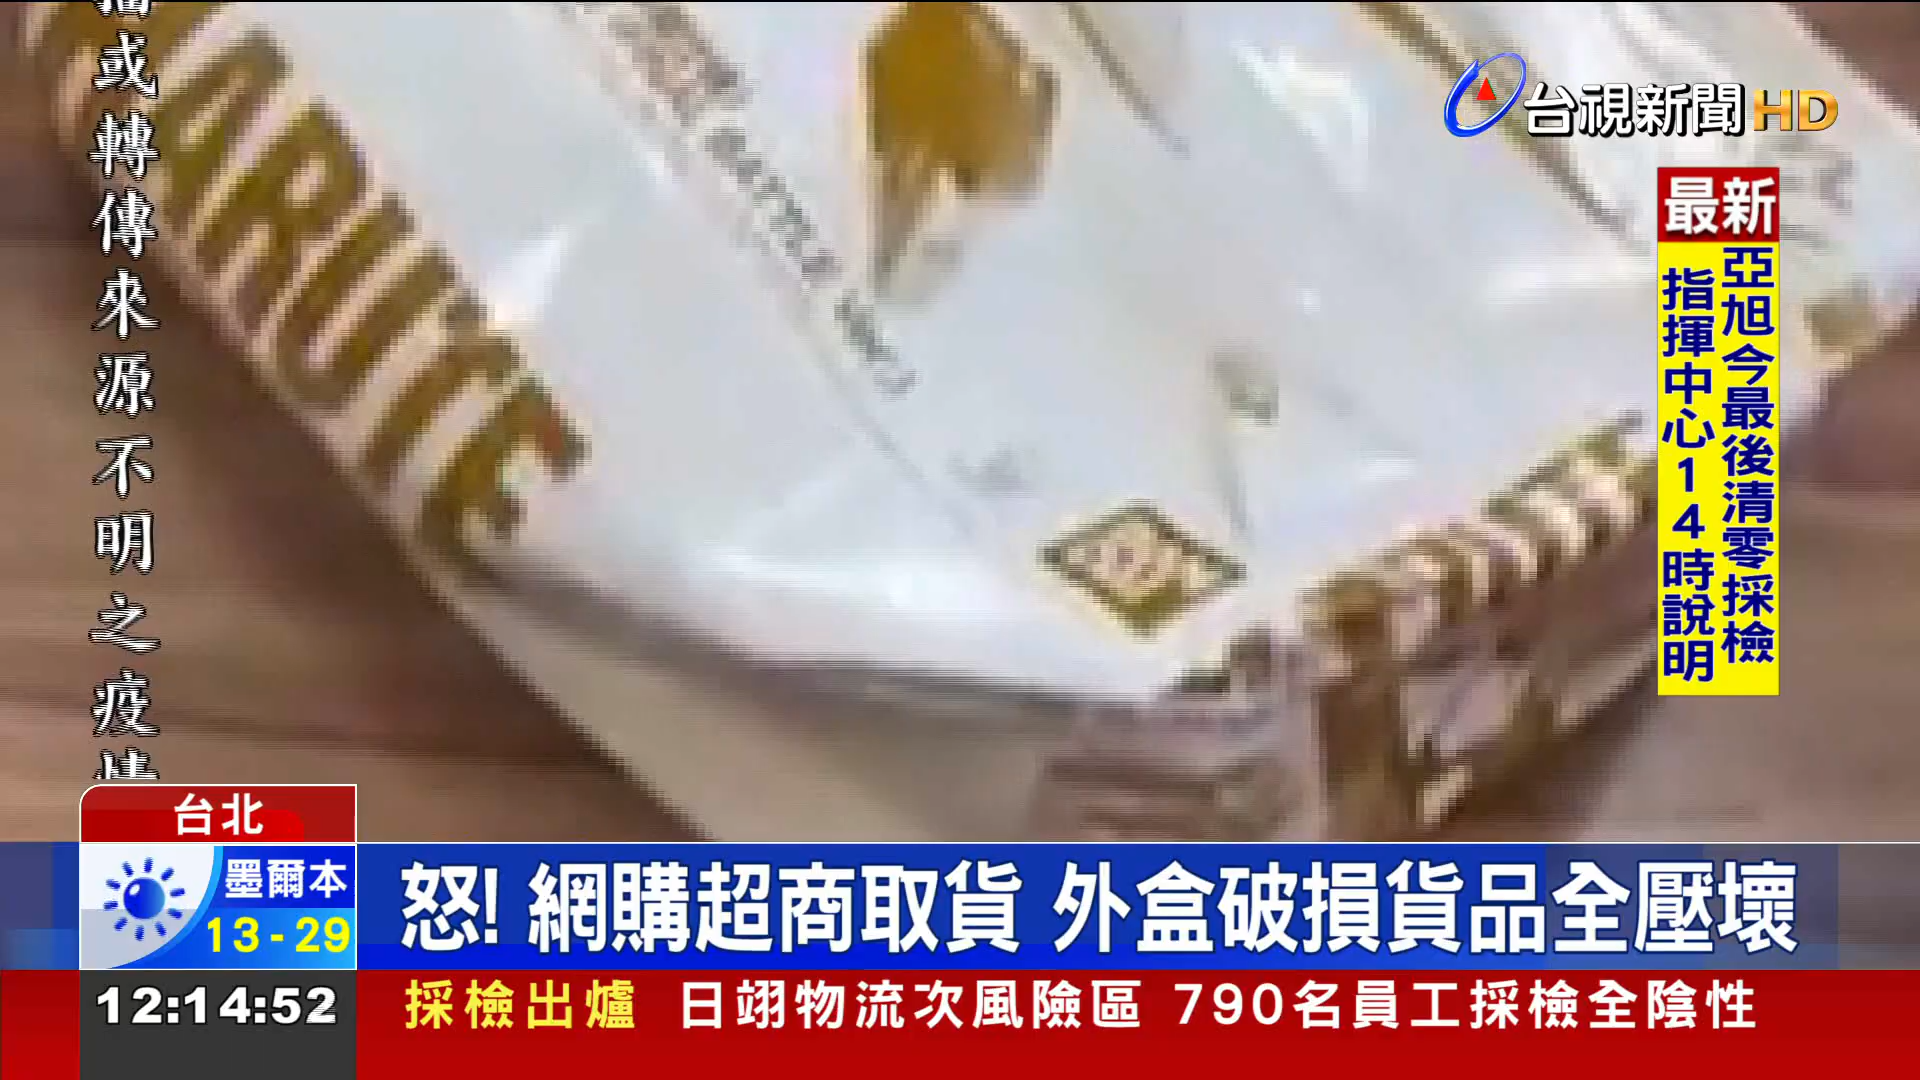 或轉傳來源不明之疫
台視新聞HD
最新
亞旭今最後清零採檢
指揮中心14時說明
台北
墨爾本
13-29
12:14:52
怒! 網購超商取貨 外盒破損貨品全壓壞
採檢出爐 日翊物流次風險區 790名員工採檢全陰性